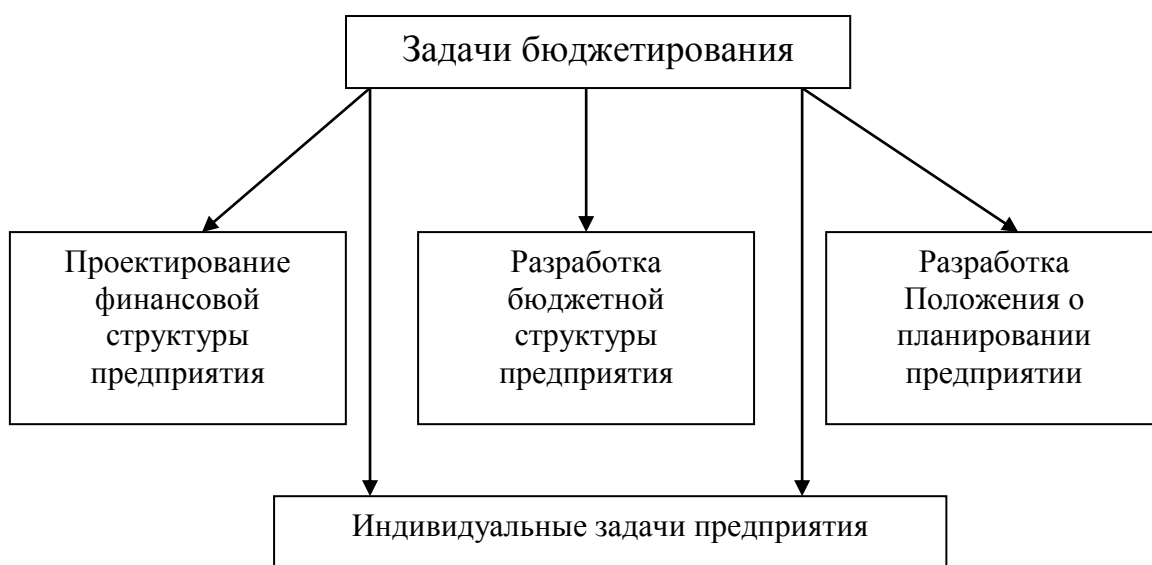 Задачи бюджетирования
Проектирование
финансовой
структуры
предприятия
Разработка
бюджетной
структуры
предприятия
Разработка
Положения о
планировании
предприятии
Индивидуальные задачи предприятия